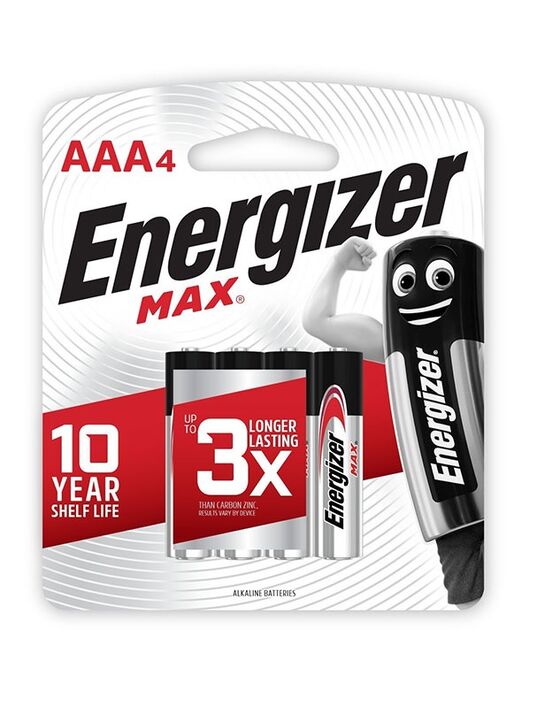 AAA4
Energizer
MAX®
10
YEAR
SHELF LIFE
UP
TO
3X
LONGER
LASTING
THAN CARBON ZINC.
RESULTS VARY BY DEVICE
Energizer
MAX
Energizer
ALKALINE BATTERIES